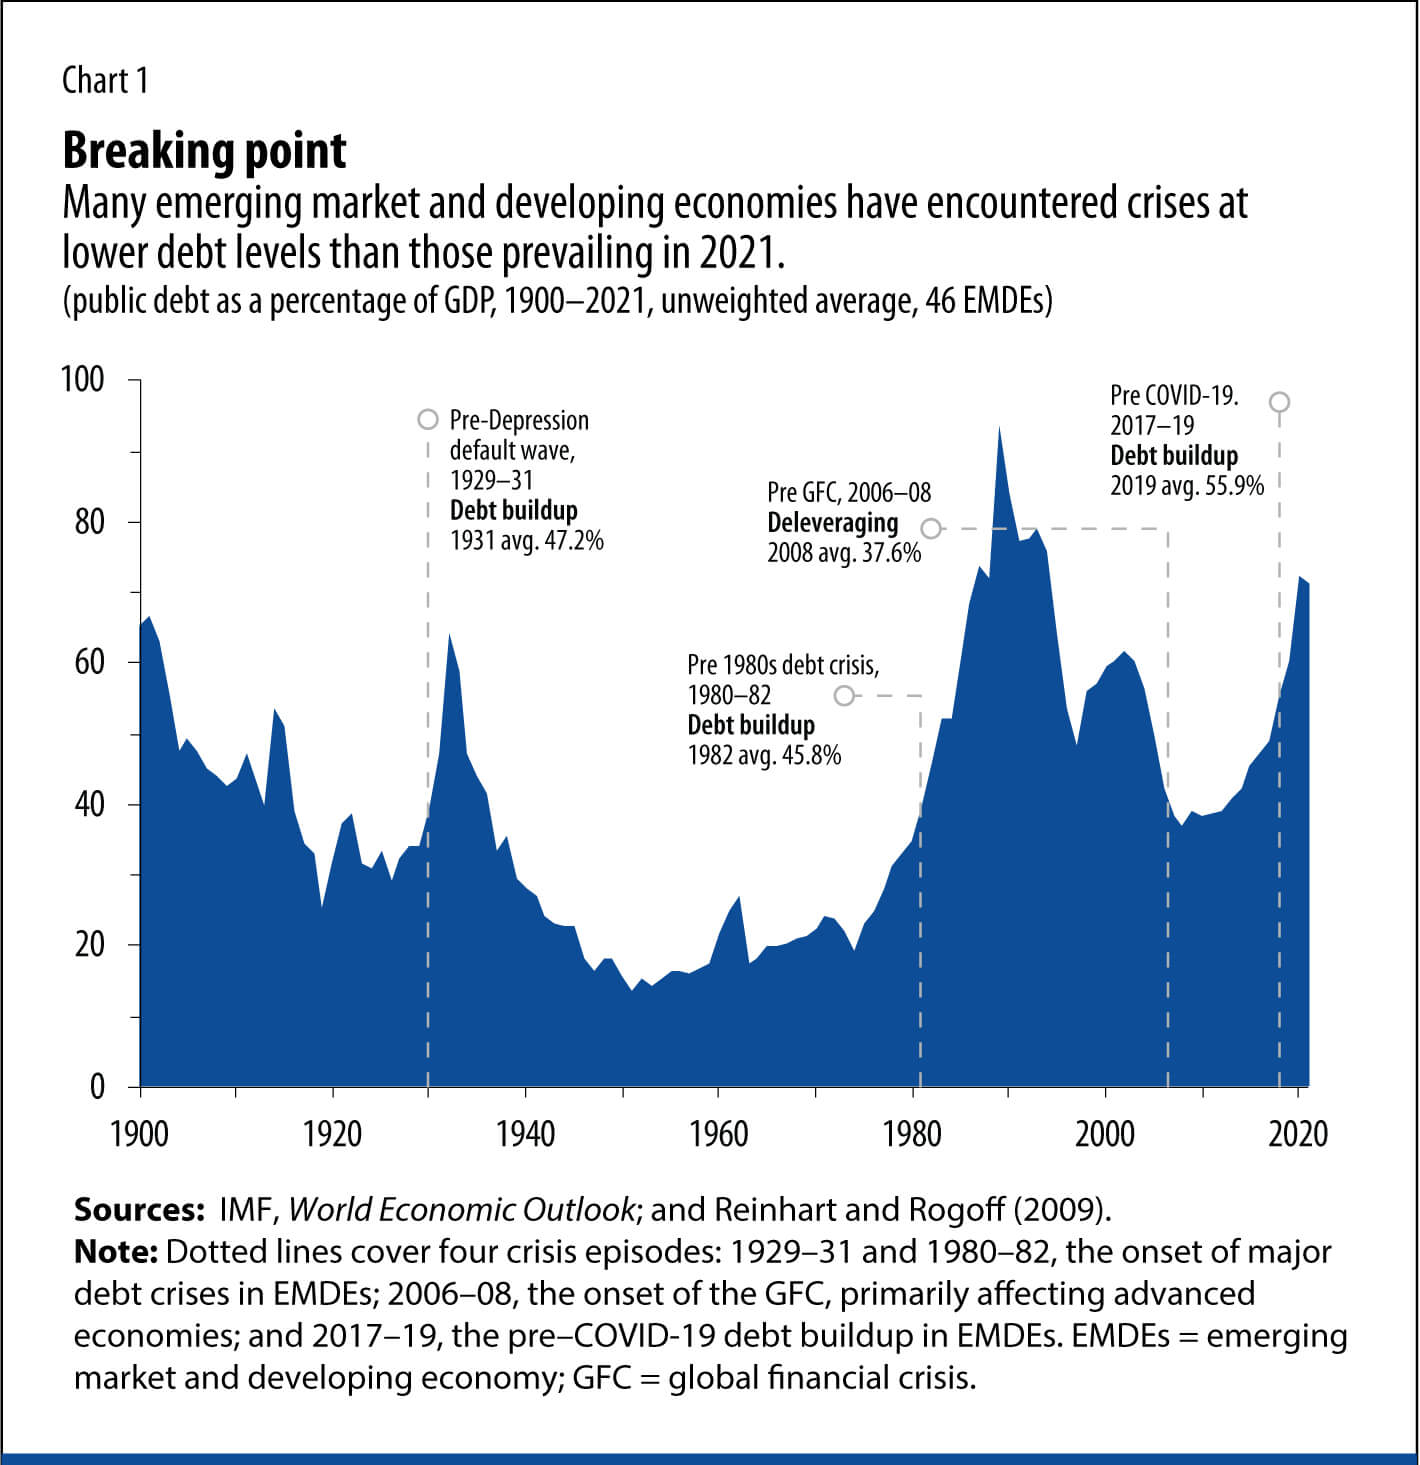 Chart 1
Breaking point
Many emerging market and developing economies have encountered crises at
lower debt levels than those prevailing in 2021.
(public debt as a percentage of GDP, 1900–2021, unweighted average, 46 EMDEs)
100
80
60
40
20
0
Pre-Depression
default wave,
1929–31
Debt buildup
1931 avg. 47.2%
Pre 1980s debt crisis,
1980–82
Debt buildup
1982 avg. 45.8%
Pre GFC, 2006–08
Deleveraging
2008 avg. 37.6%
Pre COVID-19.
2017–19
Debt buildup
2019 avg. 55.9%
1900
1920
1940
1960
1980
2000
2020
Sources: IMF, World Economic Outlook; and Reinhart and Rogoff (2009).
Note: Dotted lines cover four crisis episodes: 1929–31 and 1980–82, the onset of major
debt crises in EMDEs; 2006–08, the onset of the GFC, primarily affecting advanced
economies; and 2017–19, the pre–COVID-19 debt buildup in EMDEs. EMDEs = emerging
market and developing economy; GFC = global financial crisis.